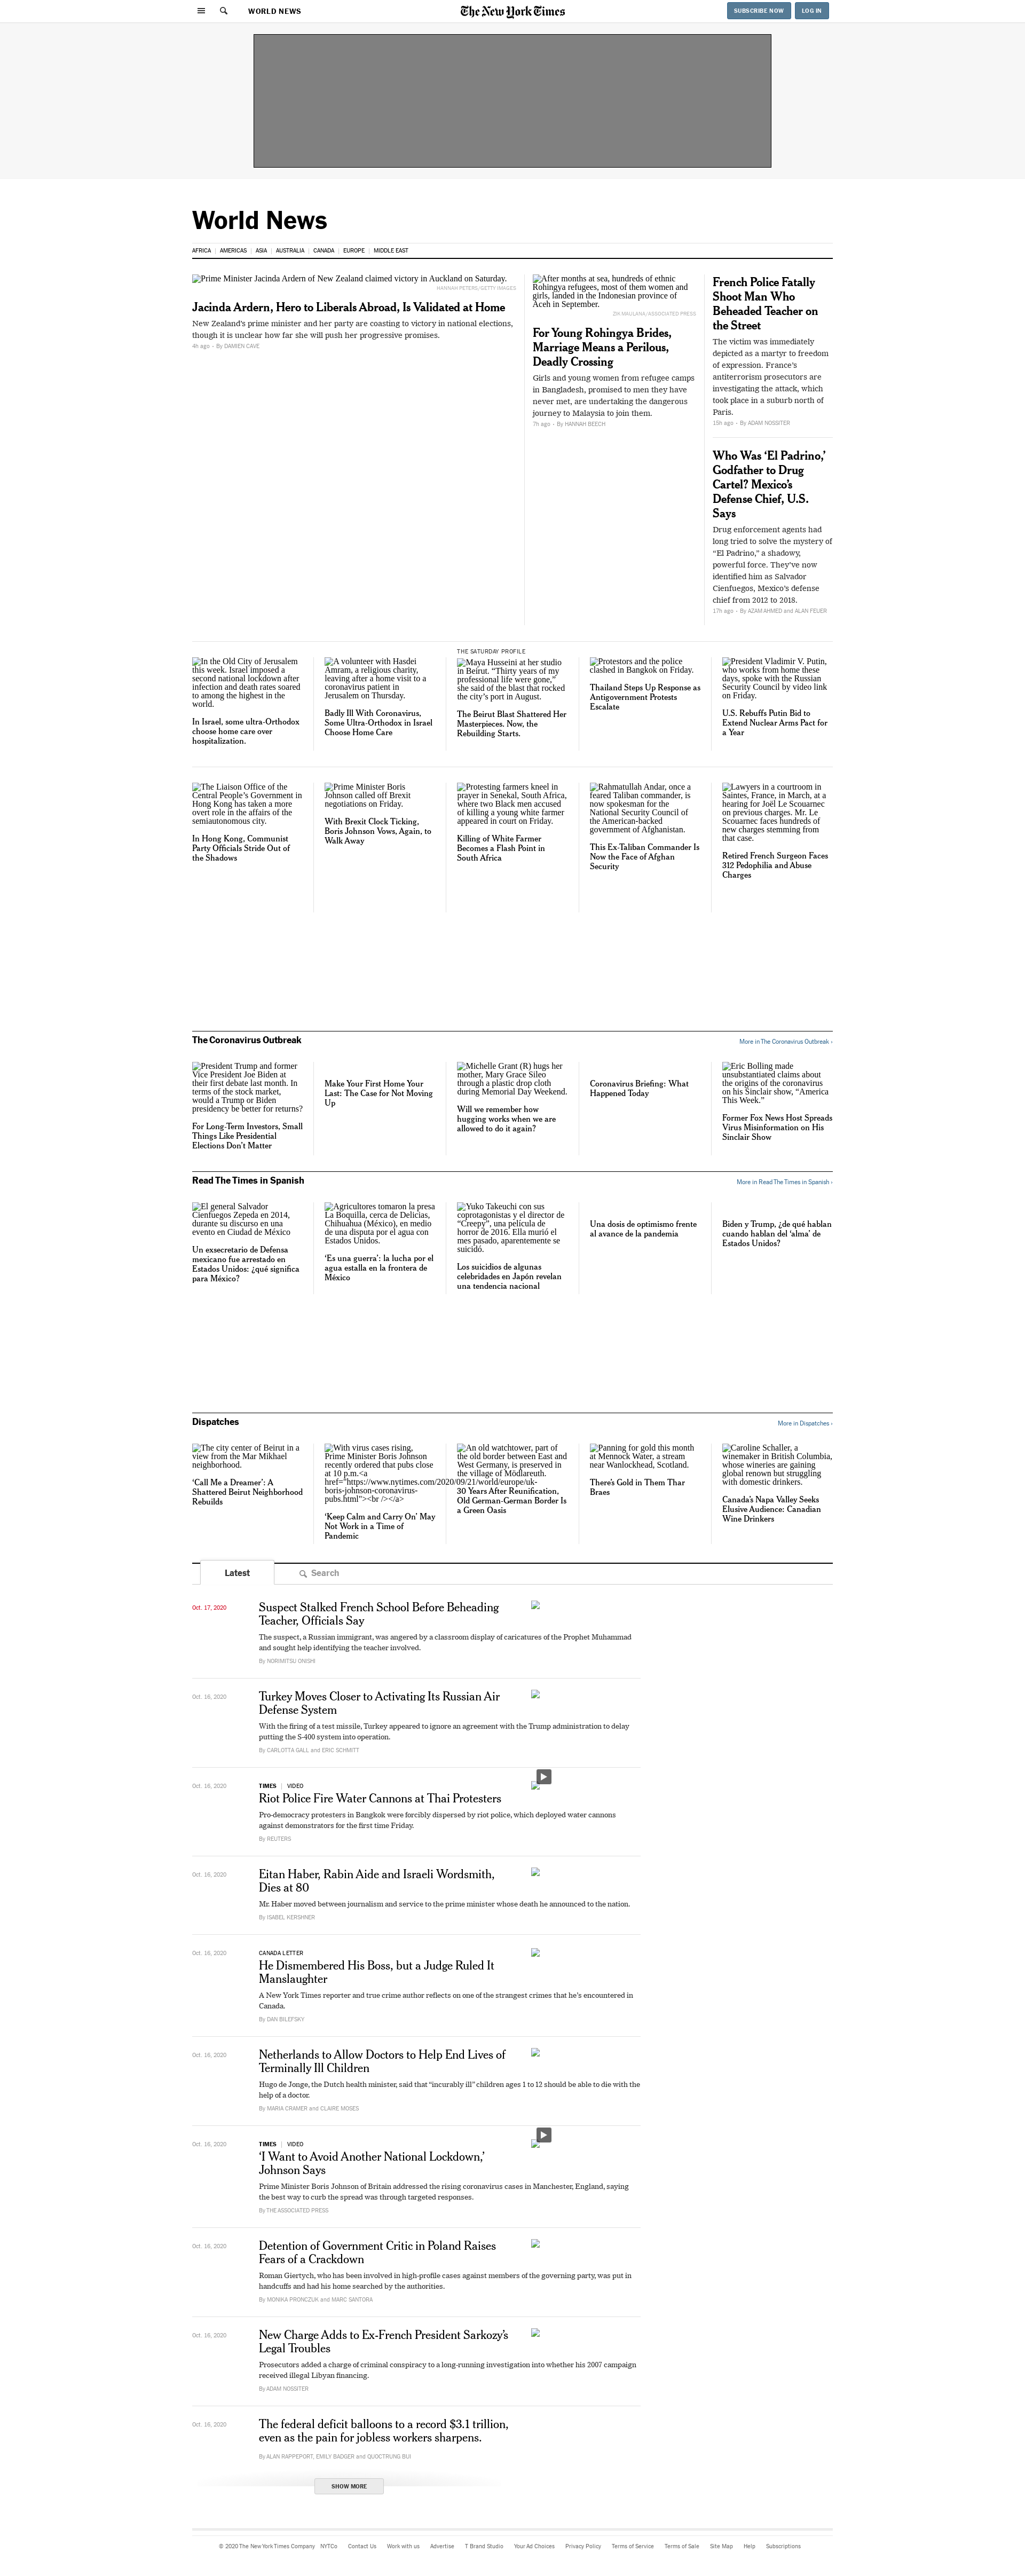 WORLD NEWS
The New York Times
SUBSCRIBE NOW
LOG IN
World News
AFRICA
AMERICAS
ASIA
AUSTRALIA
CANADA
EUROPE
MIDDLE EAST
Prime Minister Jacinda Ardern of New Zealand claimed victory in Auckland on Saturday.
HANNAH PETERS/GETTY IMAGES
Jacinda Ardern, Hero to Liberals Abroad, Is Validated at Home
New Zealand's prime minister and her party are coasting to victory in national elections,
though it is unclear how far she will push her progressive promises.
4h ago · By DAMIEN CAVE
After months at sea, hundreds of ethnic
Rohingya refugees, most of them women and
girls, landed in the Indonesian province of
Aceh in September.
ZIK MAULANA/ASSOCIATED PRESS
For Young Rohingya Brides,
Marriage Means a Perilous,
Deadly Crossing
Girls and young women from refugee camps
in Bangladesh, promised to men they have
never met, are undertaking the dangerous
journey to Malaysia to join them.
7h ago · By HANNAH BEECH
French Police Fatally
Shoot Man Who
Beheaded Teacher on
the Street
The victim was immediately
depicted as a martyr to freedom
of expression. France's
antiterrorism prosecutors are
investigating the attack, which
took place in a suburb north of
Paris.
15h ago · By ADAM NOSSITER
Who Was ‘El Padrino,’
Godfather to Drug
Cartel? Mexico’s
Defense Chief, U.S.
Says
Drug enforcement agents had
long tried to solve the mystery of
“El Padrino,” a shadowy,
powerful force. They've now
identified him as Salvador
Cienfuegos, Mexico's defense
chief from 2012 to 2018.
17h ago · By AZAM AHMED and ALAN FEUER
In the Old City of Jerusalem
this week. Israel imposed a
second national lockdown after
infection and death rates soared
to among the highest in the
world.
In Israel, some ultra-Orthodox
choose home care over
hospitalization.
A volunteer with Hasdei
Amram, a religious charity,
leaving after a home visit to a
coronavirus patient in
Jerusalem on Thursday.
Badly Ill With Coronavirus,
Some Ultra-Orthodox in Israel
Choose Home Care
THE SATURDAY PROFILE
Maya Husseini at her studio
in Beirut. “Thirty years of my
professional life were gone,”
she said of the blast that rocked
the city’s port in August.
The Beirut Blast Shattered Her
Masterpieces. Now, the
Rebuilding Starts.
Protestors and the police
clashed in Bangkok on Friday.
Thailand Steps Up Response as
Antigovernment Protests
Escalate
President Vladimir V. Putin,
who works from home these
days, spoke with the Russian
Security Council by video link
on Friday.
U.S. Rebuffs Putin Bid to
Extend Nuclear Arms Pact for
a Year
The Liaison Office of the
Central People’s Government in
Hong Kong has taken a more
overt role in the affairs of the
semiautonomous city.
In Hong Kong, Communist
Party Officials Stride Out of
the Shadows
Prime Minister Boris
Johnson called off Brexit
negotiations on Friday.
With Brexit Clock Ticking,
Boris Johnson Vows, Again, to
Walk Away
Protesting farmers kneel in
prayer in Senekal, South Africa,
where two Black men accused
of killing a young white farmer
appeared in court on Friday.
Killing of White Farmer
Becomes a Flash Point in
South Africa
Rahmatullah Andar, once a
feared Taliban commander, is
now spokesman for the
National Security Council of
the American-backed
government of Afghanistan.
This Ex-Taliban Commander Is
Now the Face of Afghan
Security
Lawyers in a courtroom in
Saintes, France, in March, at a
hearing for Joël Le Scouarnec
on previous charges. Mr. Le
Scouarnec faces hundreds of
new charges stemming from
that case.
Retired French Surgeon Faces
312 Pedophilia and Abuse
Charges
The Coronavirus Outbreak
More in The Coronavirus Outbreak ›
President Trump and former
Vice President Joe Biden at
their first debate last month. In
terms of the stock market,
would a Trump or Biden
presidency be better for returns?
For Long-Term Investors, Small
Things Like Presidential
Elections Don’t Matter
Make Your First Home Your
Last: The Case for Not Moving
Up
Michelle Grant (R) hugs her
mother, Mary Grace Sileo
through a plastic drop cloth
during Memorial Day Weekend.
Will we remember how
hugging works when we are
allowed to do it again?
Coronavirus Briefing: What
Happened Today
Eric Bolling made
unsubstantiated claims about
the origins of the coronavirus
on his Sinclair show, “America
This Week.”
Former Fox News Host Spreads
Virus Misinformation on His
Sinclair Show
Read The Times in Spanish
More in Read The Times in Spanish ›
El general Salvador
Cienfuegos Zepeda en 2014,
durante su discurso en una
evento en Ciudad de México
Un exsecretario de Defensa
mexicano fue arrestado en
Estados Unidos: ¿qué significa
para México?
Agricultores tomaron la presa
La Boquilla, cerca de Delicias,
Chihuahua (México), en medio
de una disputa por el agua con
Estados Unidos.
‘Es una guerra’: la lucha por el
agua estalla en la frontera de
México
Yuko Takeuchi con sus
coprotagonistas y el director de
“Creepy”, una película de
horror de 2016. Ella murió el
mes pasado, aparentemente se
suicidó.
Los suicidios de algunas
celebridades en Japón revelan
una tendencia nacional
Una dosis de optimismo frente
al avance de la pandemia
Biden y Trump, ¿de qué hablan
cuando hablan del ‘alma’ de
Estados Unidos?
Dispatches
More in Dispatches ›
The city center of Beirut in a
view from the Mar Mikhael
neighborhood.
‘Call Me a Dreamer’: A
Shattered Beirut Neighborhood
Rebuilds
With virus cases rising,
Prime Minister Boris Johnson
recently ordered that pubs close
at 10 p.m.<a
href="https://www.nytimes.com/2020/09/21/world/europe/uk-
boris-johnson-coronavirus-
pubs.html"><br /></a>
‘Keep Calm and Carry On’ May
Not Work in a Time of
Pandemic
An old watchtower, part of
the old border between East and
West Germany, is preserved in
the village of Mödlareuth.
30 Years After Reunification,
Old German-German Border Is
a Green Oasis
Panning for gold this month
at Mennock Water, a stream
near Wanlockhead, Scotland.
There’s Gold in Them Thar
Braes
Caroline Schaller, a
winemaker in British Columbia,
whose wineries are gaining
global renown but struggling
with domestic drinkers.
Canada’s Napa Valley Seeks
Elusive Audience: Canadian
Wine Drinkers
Latest
Search
Oct. 17, 2020
Suspect Stalked French School Before Beheading
Teacher, Officials Say
The suspect, a Russian immigrant, was angered by a classroom display of caricatures of the Prophet Muhammad
and sought help identifying the teacher involved.
By NORIMITSU ONISHI
Oct. 16, 2020
Turkey Moves Closer to Activating Its Russian Air
Defense System
With the firing of a test missile, Turkey appeared to ignore an agreement with the Trump administration to delay
putting the S-400 system into operation.
By CARLOTTA GALL and ERIC SCHMITT
Oct. 16, 2020
TIMES | VIDEO
Riot Police Fire Water Cannons at Thai Protesters
Pro-democracy protesters in Bangkok were forcibly dispersed by riot police, which deployed water cannons
against demonstrators for the first time Friday.
By REUTERS
Oct. 16, 2020
Eitan Haber, Rabin Aide and Israeli Wordsmith,
Dies at 80
Mr. Haber moved between journalism and service to the prime minister whose death he announced to the nation.
By ISABEL KERSHNER
Oct. 16, 2020
CANADA LETTER
He Dismembered His Boss, but a Judge Ruled It
Manslaughter
A New York Times reporter and true crime author reflects on one of the strangest crimes that he's encountered in
Canada.
By DAN BILEFSKY
Oct. 16, 2020
Netherlands to Allow Doctors to Help End Lives of
Terminally Ill Children
Hugo de Jonge, the Dutch health minister, said that “incurably ill” children ages 1 to 12 should be able to die with the
help of a doctor.
By MARIA CRAMER and CLAIRE MOSES
Oct. 16, 2020
TIMES | VIDEO
‘I Want to Avoid Another National Lockdown,’
Johnson Says
Prime Minister Boris Johnson of Britain addressed the rising coronavirus cases in Manchester, England, saying
the best way to curb the spread was through targeted responses.
By THE ASSOCIATED PRESS
Oct. 16, 2020
Detention of Government Critic in Poland Raises
Fears of a Crackdown
Roman Giertych, who has been involved in high-profile cases against members of the governing party, was put in
handcuffs and had his home searched by the authorities.
By MONIKA PRONCZUK and MARC SANTORA
Oct. 16, 2020
New Charge Adds to Ex-French President Sarkozy’s
Legal Troubles
Prosecutors added a charge of criminal conspiracy to a long-running investigation into whether his 2007 campaign
received illegal Libyan financing.
By ADAM NOSSITER
Oct. 16, 2020
The federal deficit balloons to a record $3.1 trillion,
even as the pain for jobless workers sharpens.
By ALAN RAPPEPORT, EMILY BADGER and QUOCTRUNG BUI
SHOW MORE
© 2020 The New York Times Company
NYTCo
Contact Us
Work with us
Advertise
T Brand Studio
Your Ad Choices
Privacy Policy
Terms of Service
Terms of Sale
Site Map
Help
Subscriptions